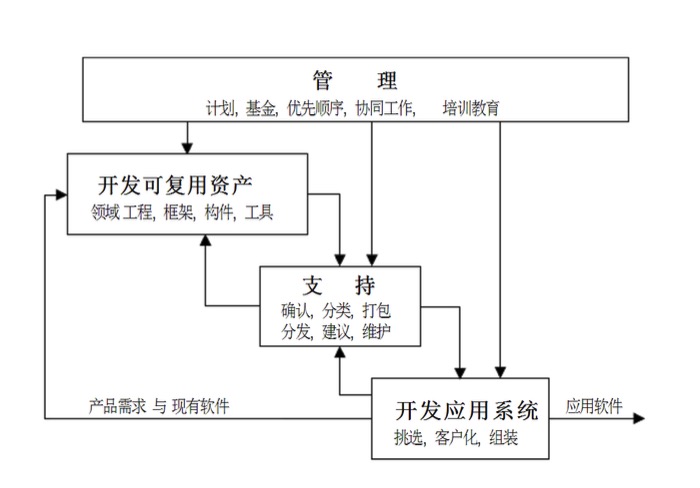 管 理
计划, 基金, 优先顺序, 协同工作, 培训教育
开发可复用资产
领域 工程, 框架, 构件, 工具
支 持
确认, 分类, 打包
分发, 建议, 维护
产品需求 与 现有软件
开发应用系统
挑选, 客户化, 组装
应用软件